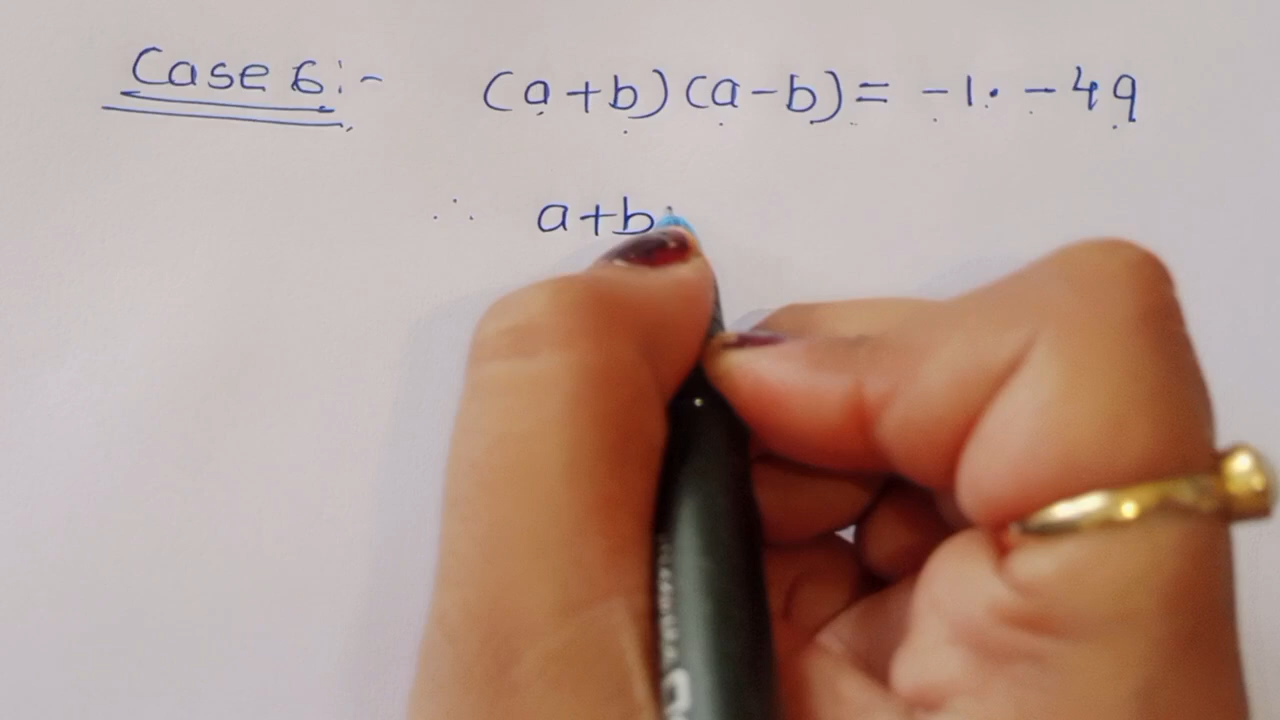 Case 6:- (a+b)(a-b)= -1. -49
∴ a+b